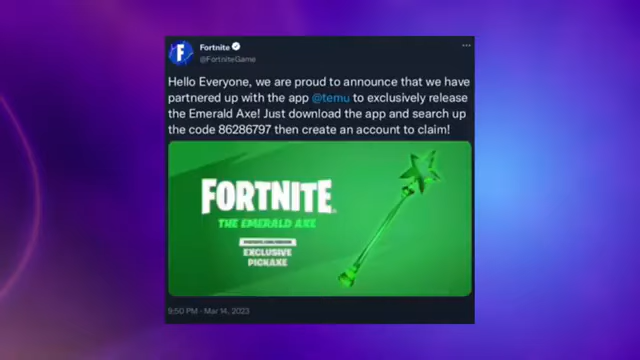 Fortnite
@FortniteGame
Hello Everyone, we are proud to announce that we have
partnered up with the app @temu to exclusively release
the Emerald Axe! Just download the app and search up
the code 86286797 then create an account to claim!
FORTNITE
THE EMERALD AXE
EXCLUSIVE
PICKAXE
9:50 PM · Mar 14, 2023